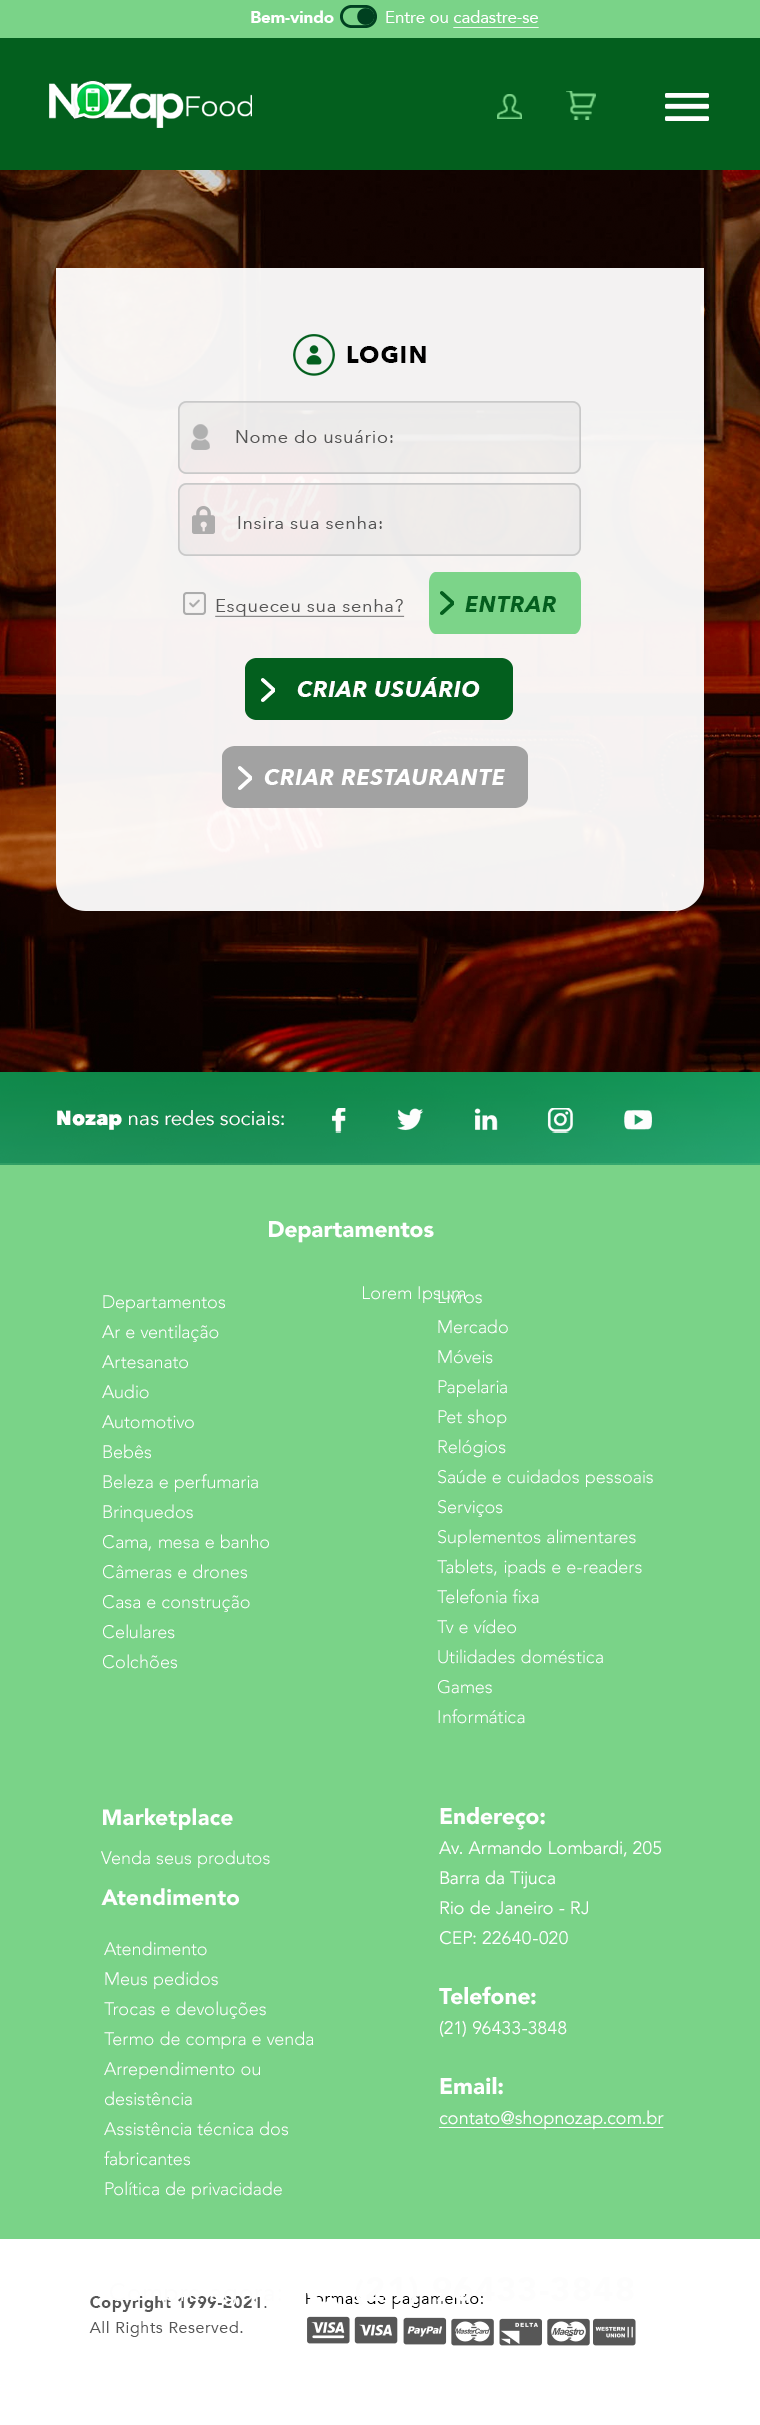 Bem-vindo Entre ou cadastre-se
NOZapFood
LOGIN
Nome do usuário:
Insira sua senha:
Esqueceu sua senha?
ENTRAR
CRIAR USUÁRIO
CRIAR RESTAURANTE
Nozap nas redes sociais:
Departamentos
Departamentos
Ar e ventilação
Artesanato
Audio
Automotivo
Bebês
Beleza e perfumaria
Brinquedos
Cama, mesa e banho
Câmeras e drones
Casa e construção
Celulares
Colchões
Lorem Ipsum
Livros
Mercado
Móveis
Papelaria
Pet shop
Relógios
Saúde e cuidados pessoais
Serviços
Suplementos alimentares
Tablets, ipads e e-readers
Telefonia fixa
Tv e vídeo
Utilidades doméstica
Games
Informática
Marketplace
Venda seus produtos
Atendimento
Atendimento
Meus pedidos
Trocas e devoluções
Termo de compra e venda
Arrependimento ou
desistência
Assistência técnica dos
fabricantes
Política de privacidade
Endereço:
Av. Armando Lombardi, 205
Barra da Tijuca
Rio de Janeiro - RJ
CEP: 22640-020
Telefone:
(21) 96433-3848
Email:
contato@shopnozap.com.br
Copyright 1999-2021.
All Rights Reserved.
Formas de pagamento:
VISA VISA PayPal MasterCard DELTA Maestro WESTERN UNION